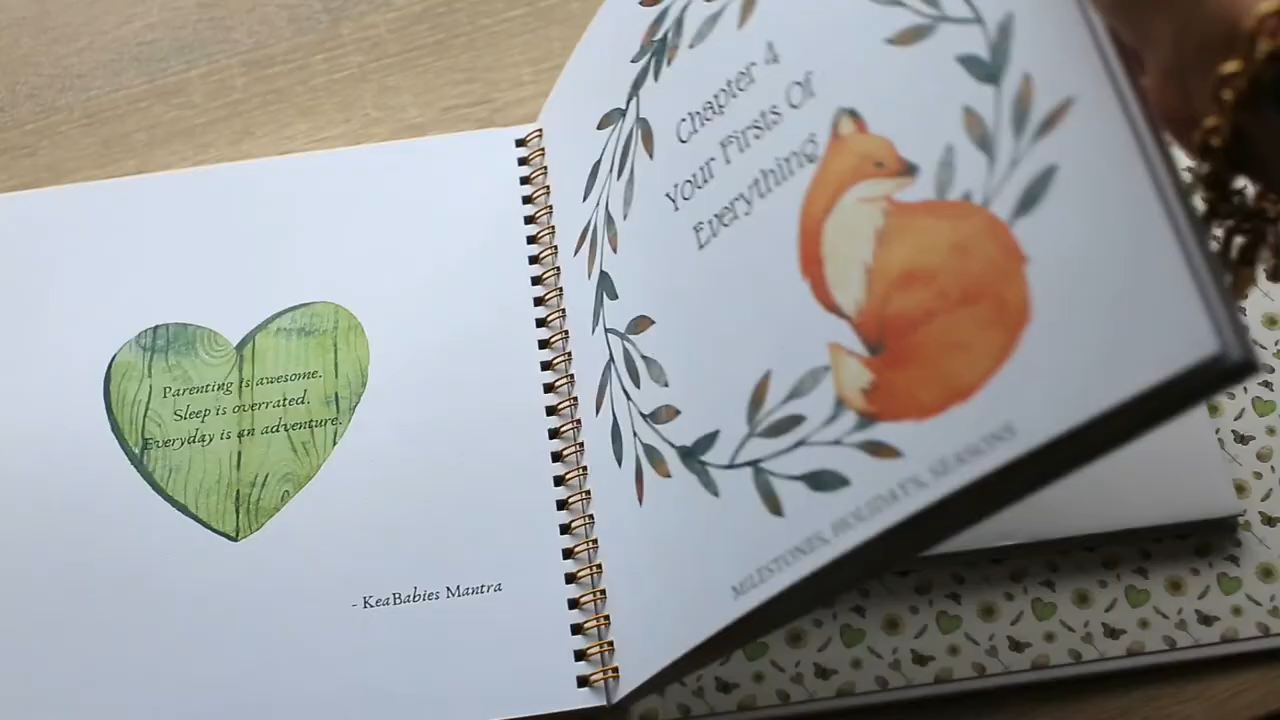 Parenting is awesome.
Sleep is overrated.
Everyday is an adventure.
- KeaBabies Mantra
Chapter 4
Your Firsts Of
Everything
MILESTONES, HOLIDAYS, SEASONS